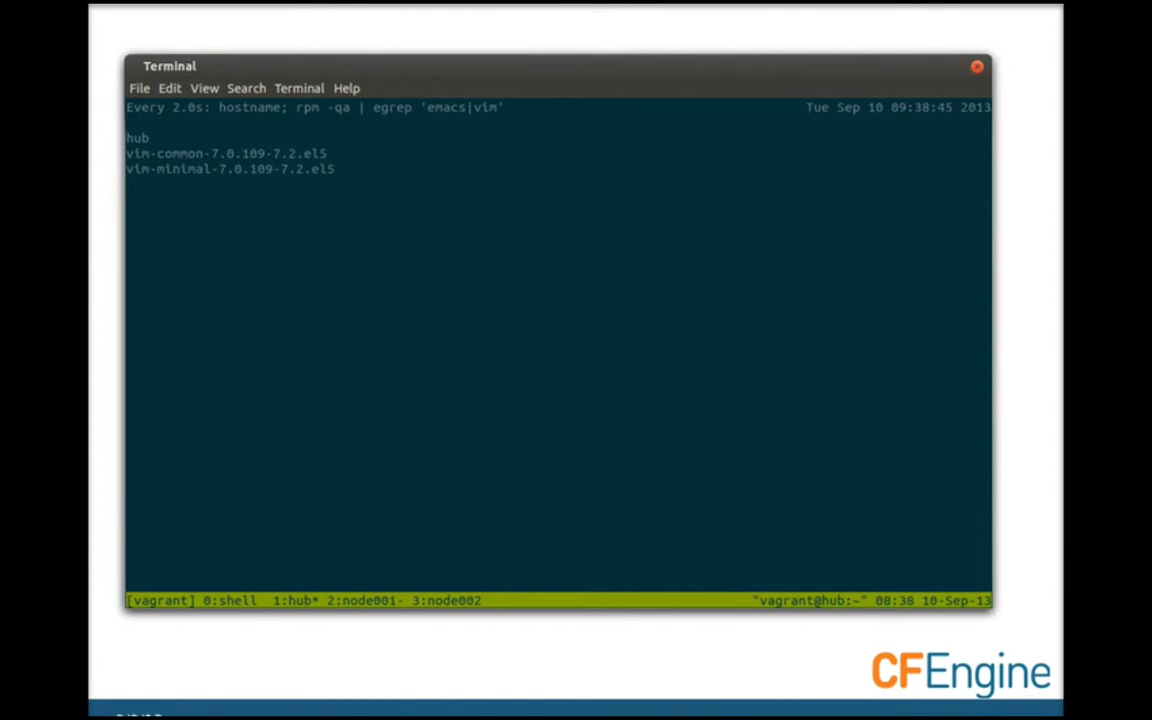 Terminal
File Edit View Search Terminal Help
Every 2.0s: hostname; rpm -qa | egrep 'emacs|vim' Tue Sep 10 09:38:45 2013
hub
vim-common-7.0.109-7.2.el5
vim-minimal-7.0.109-7.2.el5
[vagrant] 0:shell 1:hub* 2:node001- 3:node002 "vagrant@hub:~" 08:38 10-Sep-13
CFEngine